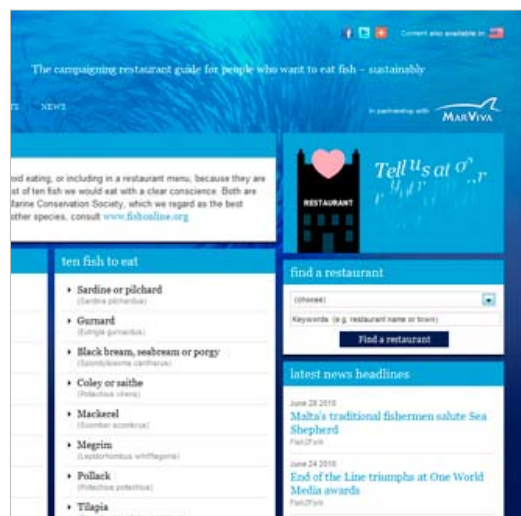 Content also available in
The campaigning restaurant guide for people who want to eat fish – sustainably
TS NEWS
in partnership with MARVIVA
oid eating, or including in a restaurant menu, because they are
st of ten fish we would eat with a clear conscience. Both are
Marine Conservation Society, which we regard as the best
other species, consult www.fishonline.org
RESTAURANT
Tell us at
ten fish to eat
Sardine or pilchard
(Sardina pilchardus)
Gurnard
(Eutrigla gurnardus)
Black bream, seabream or porgy
(Spondyliosoma cantharus)
Coley or saithe
(Pollachius virens)
Mackerel
(Scomber scombrus)
Megrim
(Lepidorhombus whiffiagonis)
Pollack
(Pollachius pollachius)
Tilapia
find a restaurant
(choose)
Keywords (e.g. restaurant name or town)
Find a restaurant
latest news headlines
June 28 2010
Malta's traditional fishermen salute Sea
Shepherd
Fish2Fork
June 24 2010
End of the Line triumphs at One World
Media awards
Fish2Fork